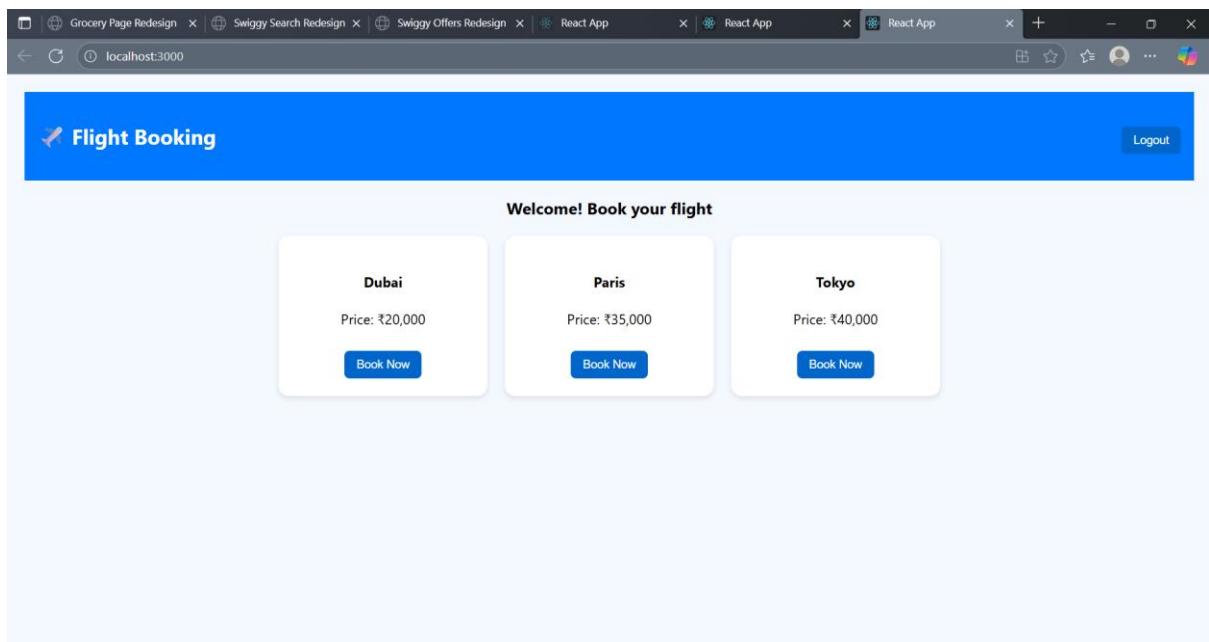 Grocery Page Redesign Swiggy Search Redesign Swiggy Offers Redesign React App React App React App
localhost:3000
Flight Booking
Logout
Welcome! Book your flight
Dubai Paris Tokyo
Price: ₹20,000 Price: ₹35,000 Price: ₹40,000
Book Now Book Now Book Now